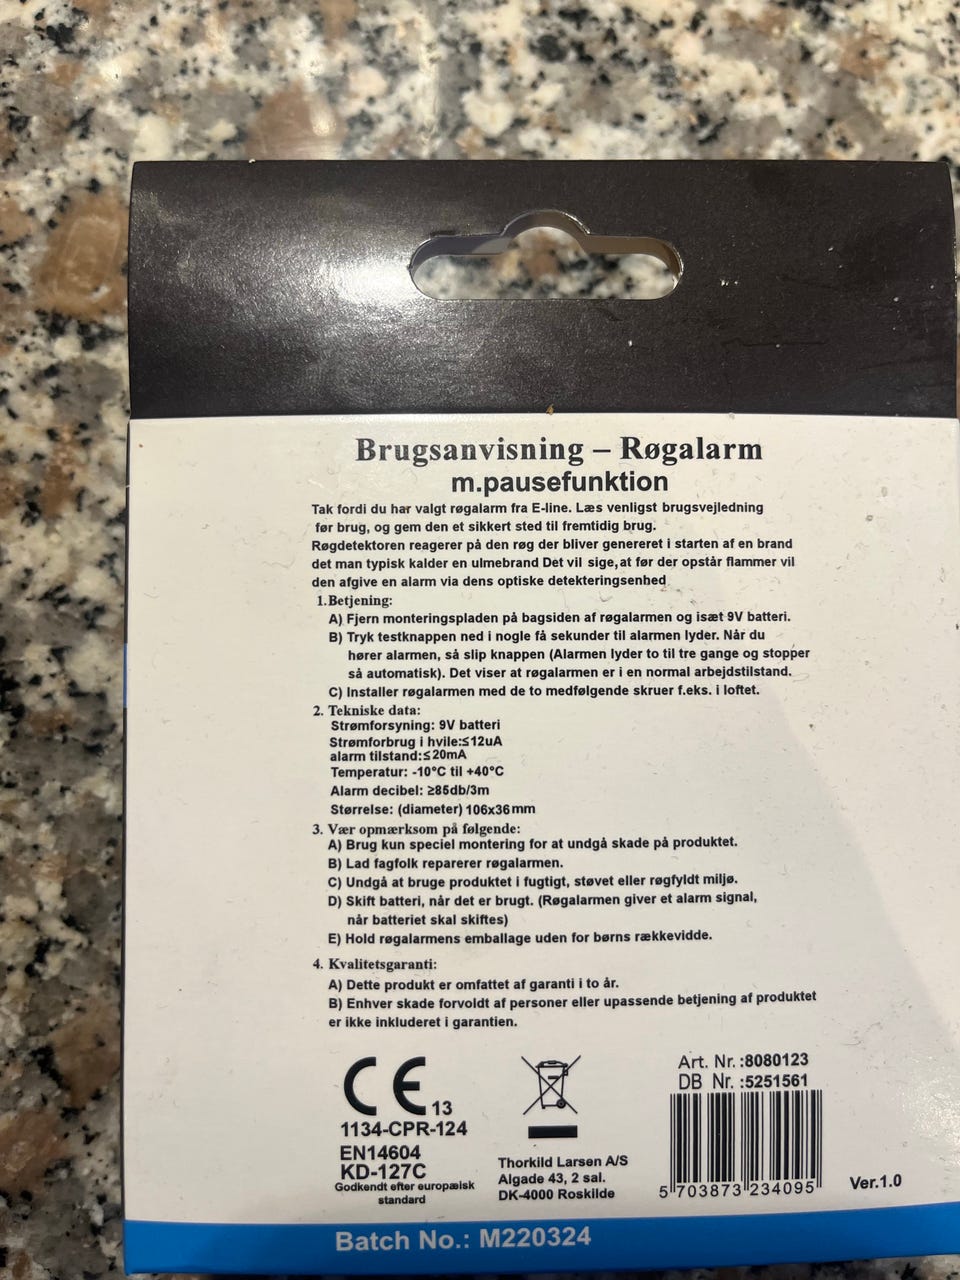 Brugsanvisning – Røgalarm
m.pausefunktion
Tak fordi du har valgt røgalarm fra E-line. Læs venligst brugsvejledning
før brug, og gem den et sikkert sted til fremtidig brug.
Røgdetektoren reagerer på den røg der bliver genereret i starten af en brand
det man typisk kalder en ulmebrand Det vil sige,at før der opstår flammer vil
den afgive en alarm via dens optiske detekteringsenhed
1.Betjening:
A) Fjern monteringspladen på bagsiden af røgalarmen og isæt 9V batteri.
B) Tryk testknappen ned i nogle få sekunder til alarmen lyder. Når du
hører alarmen, så slip knappen (Alarmen lyder to til tre gange og stopper
så automatisk). Det viser at røgalarmen er i en normal arbejdstilstand.
C) Installer røgalarmen med de to medfølgende skruer f.eks. i loftet.
2. Tekniske data:
Strømforsyning: 9V batteri
Strømforbrug i hvile:≤12uA
alarm tilstand:≤20mA
Temperatur: -10°C til +40°C
Alarm decibel: ≥85db/3m
Størrelse: (diameter) 106x36mm
3. Vær opmærksom på følgende:
A) Brug kun speciel montering for at undgå skade på produktet.
B) Lad fagfolk reparerer røgalarmen.
C) Undgå at bruge produktet i fugtigt, støvet eller røgfyldt miljø.
D) Skift batteri, når det er brugt. (Røgalarmen giver et alarm signal,
når batteriet skal skiftes)
E) Hold røgalarmens emballage uden for børns rækkevidde.
4. Kvalitetsgaranti:
A) Dette produkt er omfattet af garanti i to år.
B) Enhver skade forvoldt af personer eller upassende betjening af produktet
er ikke inkluderet i garantien.
CE 13
1134-CPR-124
EN14604
KD-127C
Godkendt efter europæisk
standard
Thorkild Larsen A/S
Algade 43, 2 sal.
DK-4000 Roskilde
Art. Nr.:8080123
DB Nr.:5251561
5 703873 234095
Ver.1.0
Batch No.: M220324